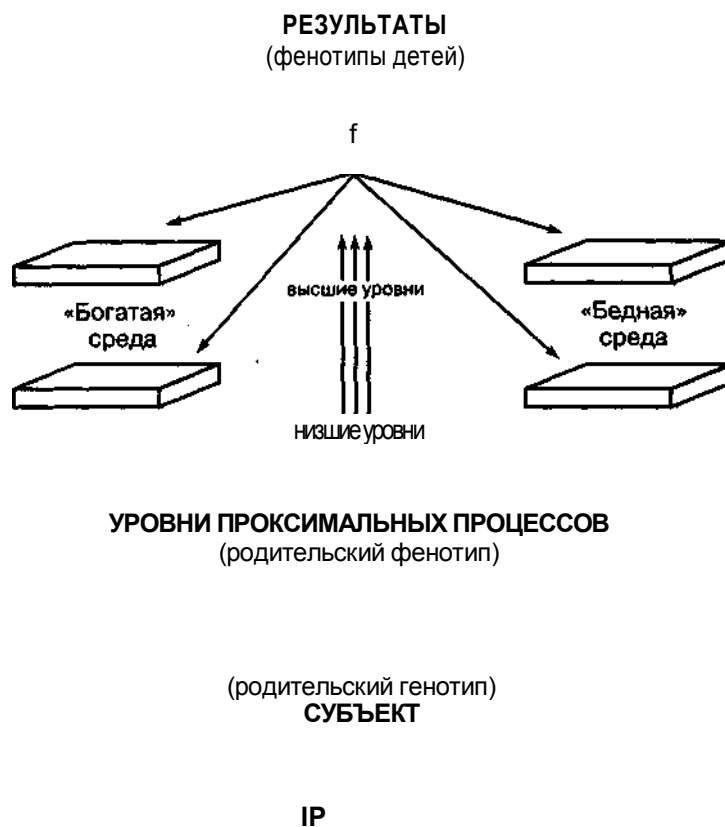 РЕЗУЛЬТАТЫ
(фенотипы детей)
f
высшие уровни
«Богатая»
среда
«Бедная»
среда
низшие уровни
УРОВНИ ПРОКСИМАЛЬНЫХ ПРОЦЕССОВ
(родительский фенотип)
(родительский генотип)
СУБЪЕКТ
IP